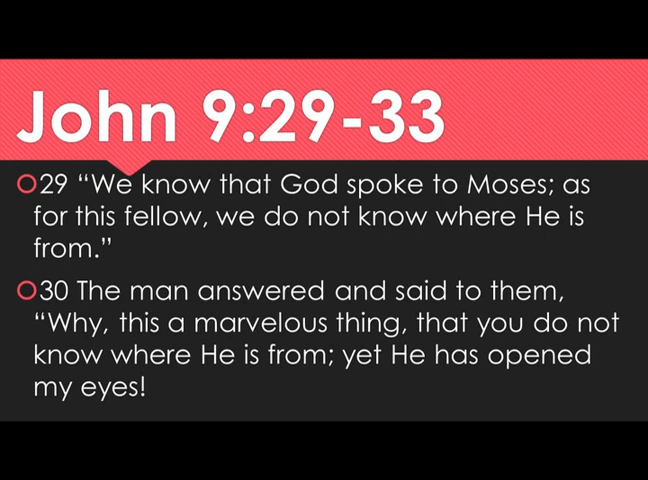 John 9:29-33
29 “We know that God spoke to Moses; as
for this fellow, we do not know where He is
from.”
30 The man answered and said to them,
“Why, this a marvelous thing, that you do not
know where He is from; yet He has opened
my eyes!